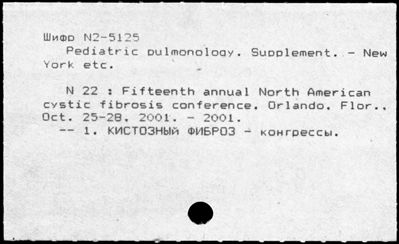 Шифр N2-5125
Pediatric pulmonology. Supplement. - New
York etc.
N 22 : Fifteenth annual North American
cystic fibrosis conference, Orlando, Flor.,
Oct. 25-28, 2001. - 2001.
-- 1. КИСТОЗНЫЙ ФИБРОЗ - конгрессы.